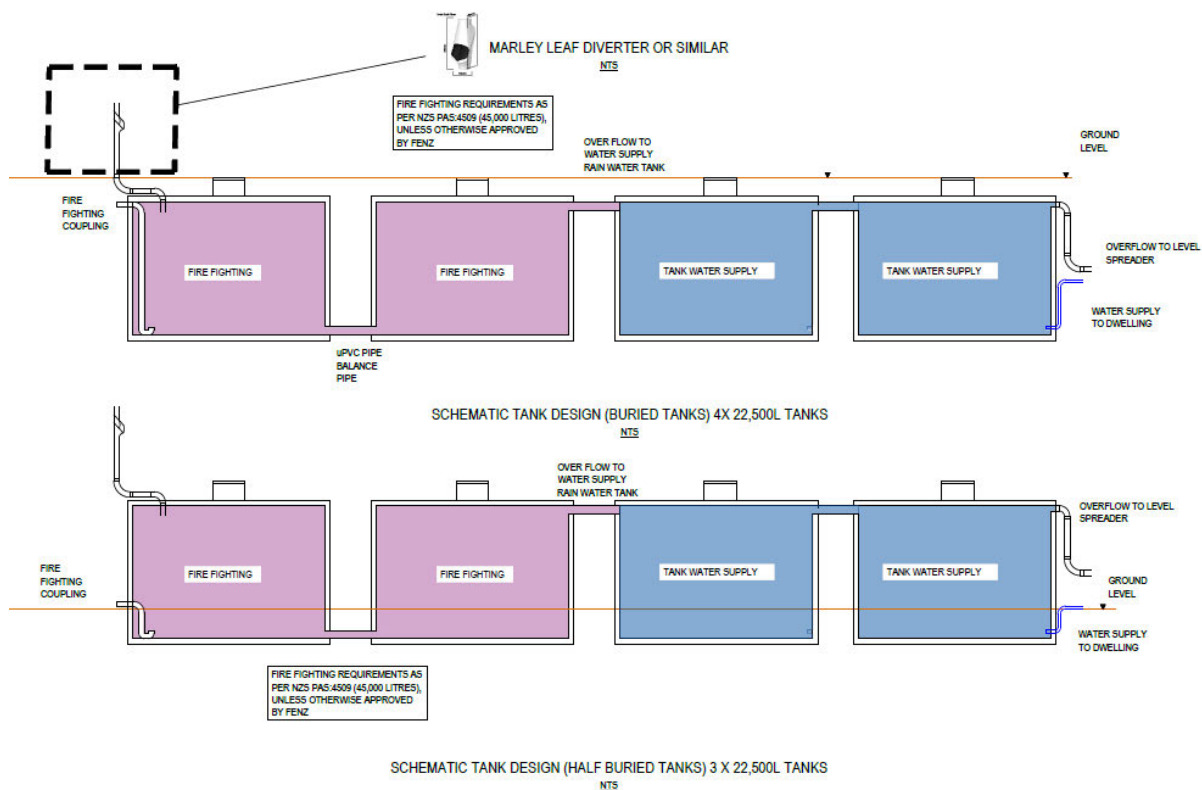 MARLEY LEAF DIVERTER OR SIMILAR
NTS
FIRE FIGHTING REQUIREMENTS AS
PER NZS PAS:4509 (45,000 LITRES),
UNLESS OTHERWISE APPROVED
BY FENZ
OVER FLOW TO
WATER SUPPLY
RAIN WATER TANK
GROUND
LEVEL
FIRE
FIGHTING
COUPLING
FIRE FIGHTING
FIRE FIGHTING
TANK WATER SUPPLY
TANK WATER SUPPLY
OVERFLOW TO LEVEL
SPREADER
WATER SUPPLY
TO DWELLING
uPVC PIPE
BALANCE
PIPE
SCHEMATIC TANK DESIGN (BURIED TANKS) 4X 22,500L TANKS
NTS
OVER FLOW TO
WATER SUPPLY
RAIN WATER TANK
OVERFLOW TO LEVEL
SPREADER
FIRE
FIGHTING
COUPLING
FIRE FIGHTING
FIRE FIGHTING
TANK WATER SUPPLY
TANK WATER SUPPLY
GROUND
LEVEL
WATER SUPPLY
TO DWELLING
FIRE FIGHTING REQUIREMENTS AS
PER NZS PAS:4509 (45,000 LITRES),
UNLESS OTHERWISE APPROVED
BY FENZ
SCHEMATIC TANK DESIGN (HALF BURIED TANKS) 3 X 22,500L TANKS
NTS